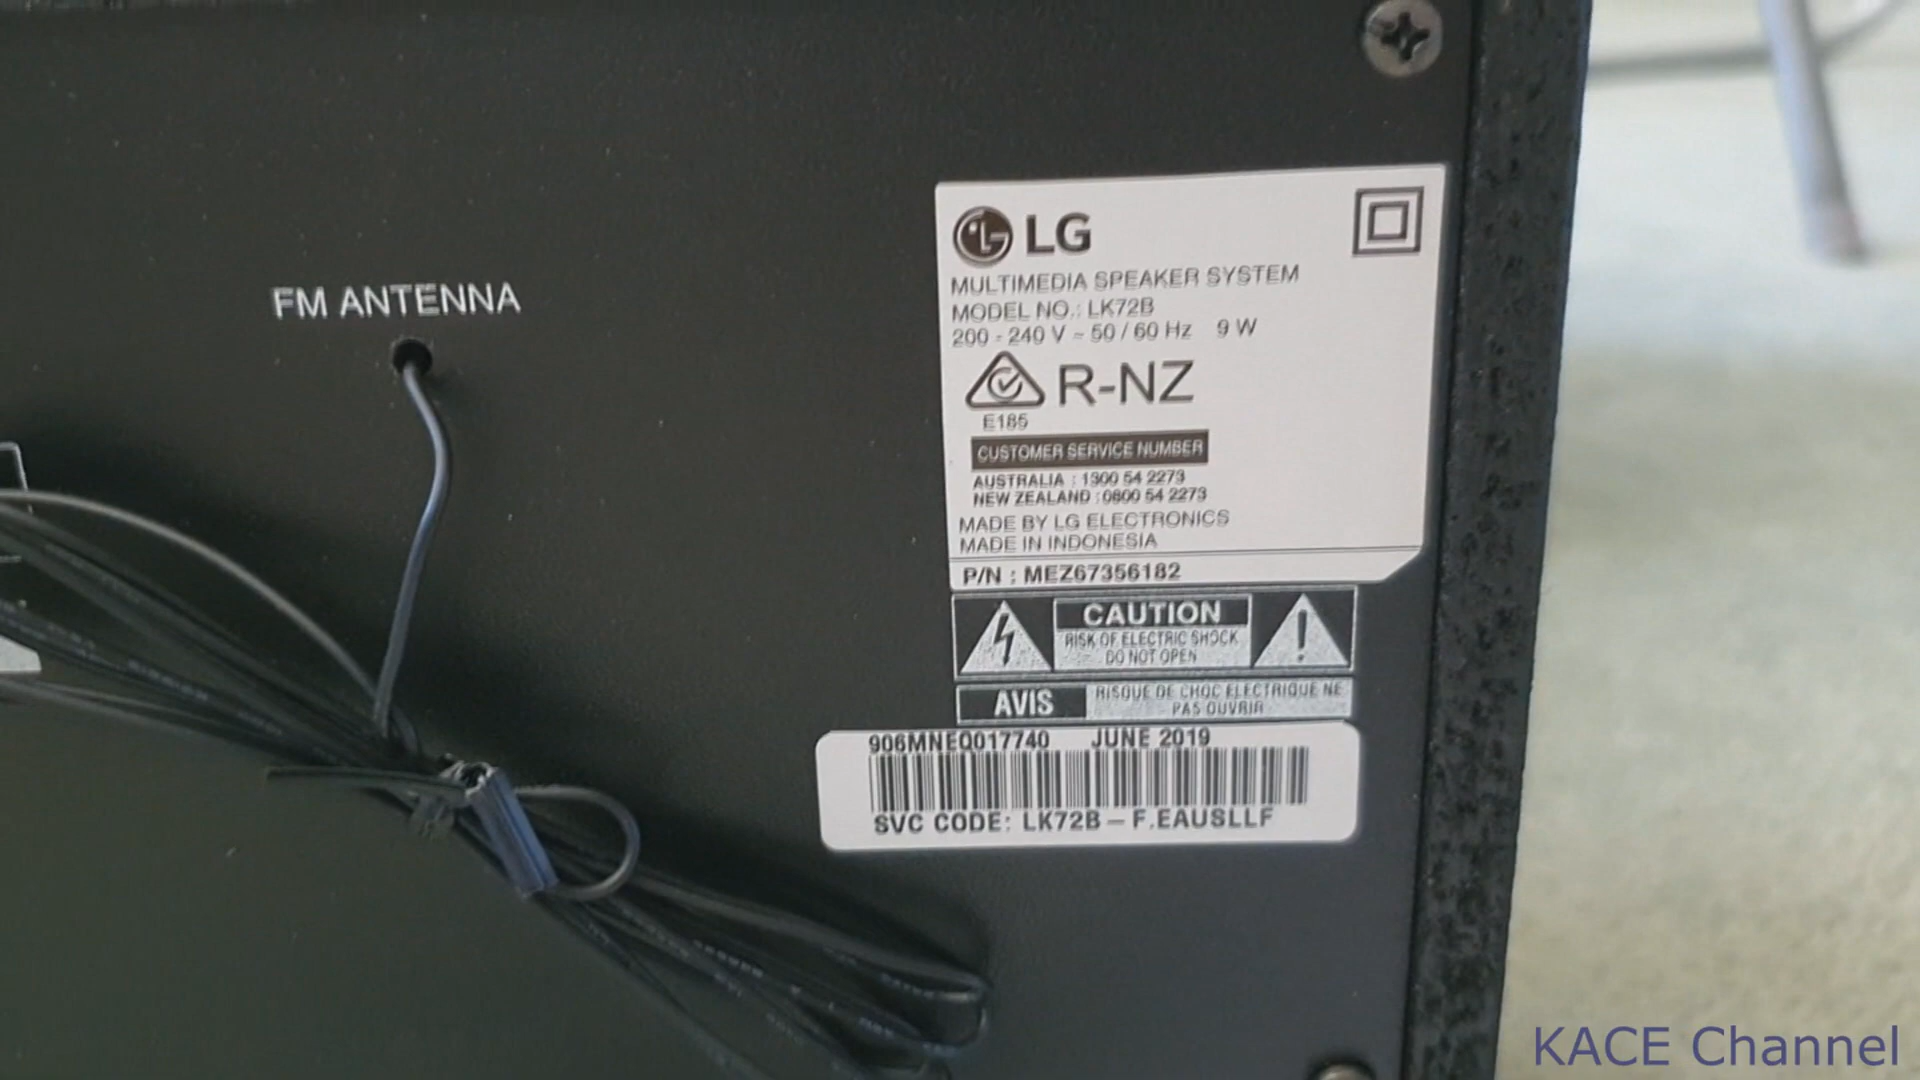 FM ANTENNA
LG
MULTIMEDIA SPEAKER SYSTEM
MODEL NO.: LK72B
200 - 240 V ~ 50 / 60 Hz 9 W
R-NZ
E185
CUSTOMER SERVICE NUMBER
AUSTRALIA : 1300 54 2273
NEW ZEALAND : 0800 54 2273
MADE BY LG ELECTRONICS
MADE IN INDONESIA
P/N : MEZ67356182
CAUTION
RISK OF ELECTRIC SHOCK
DO NOT OPEN
AVIS
RISQUE DE CHOC ELECTRIQUE NE
PAS OUVRIR
906MNEQ017740 JUNE 2019
SVC CODE: LK72B – F.EAUSLLF
KACE Channel